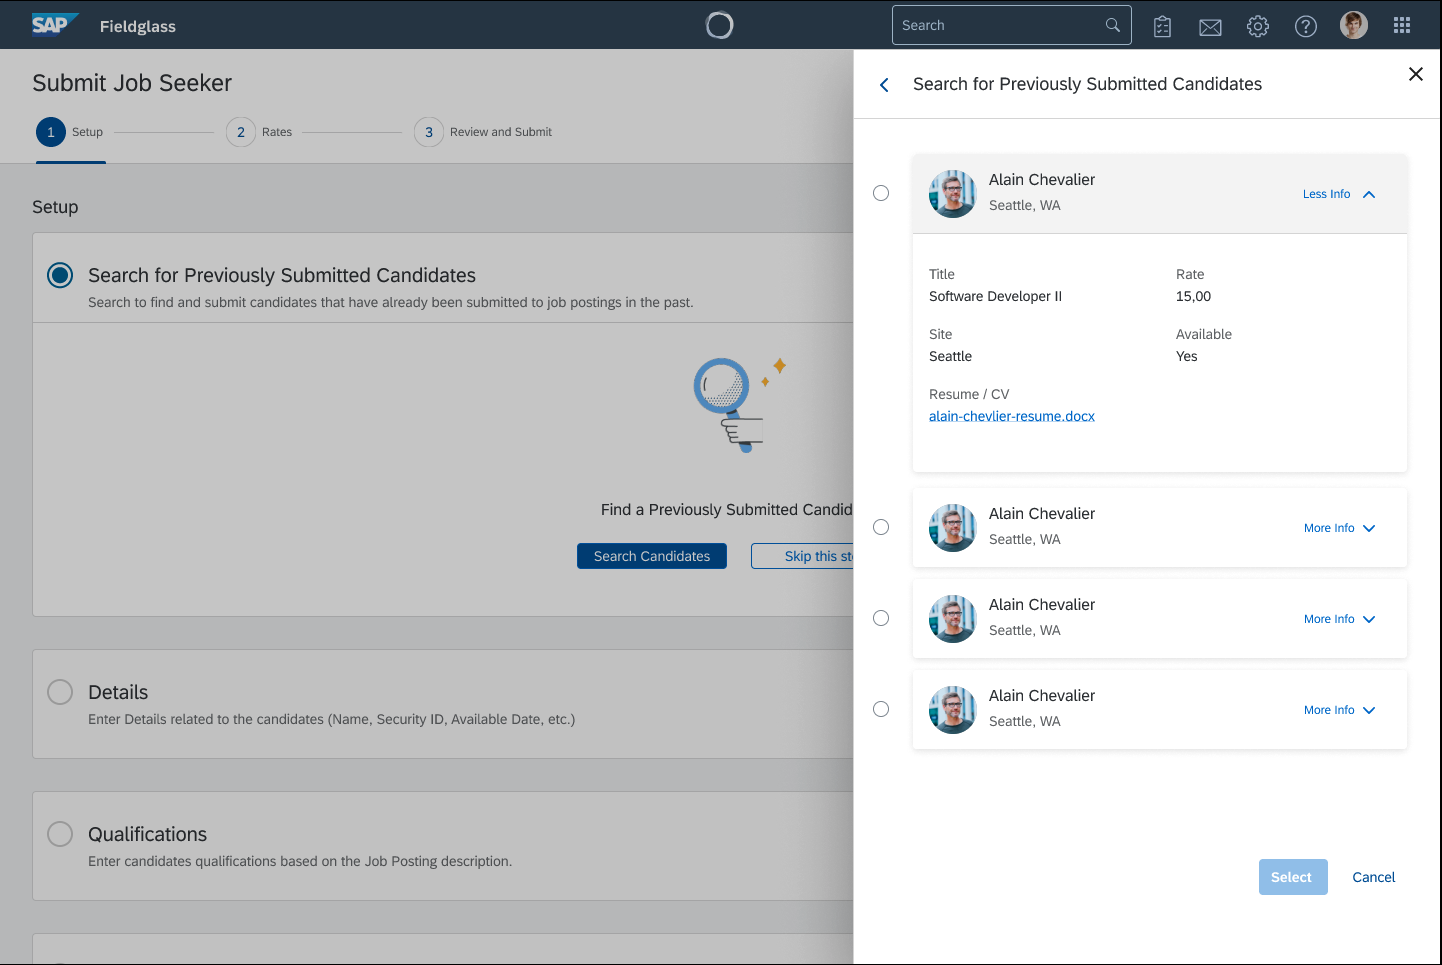 SAP Fieldglass
Search
Submit Job Seeker
1 Setup
2 Rates
3 Review and Submit
Setup
Search for Previously Submitted Candidates
Search to find and submit candidates that have already been submitted to job postings in the past.
Find a Previously Submitted Candid
Search Candidates
Skip this st
Details
Enter Details related to the candidates (Name, Security ID, Available Date, etc.)
Qualifications
Enter candidates qualifications based on the Job Posting description.
Search for Previously Submitted Candidates
Alain Chevalier
Seattle, WA
Less Info
Title
Software Developer II
Rate
15,00
Site
Seattle
Available
Yes
Resume / CV
alain-chevlier-resume.docx
Alain Chevalier
Seattle, WA
More Info
Alain Chevalier
Seattle, WA
More Info
Alain Chevalier
Seattle, WA
More Info
Select
Cancel